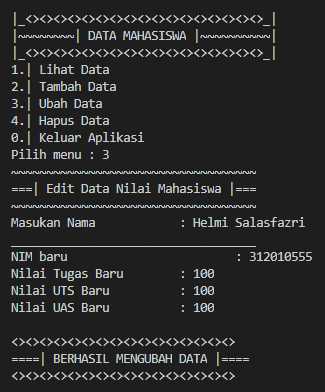 |_<><><><><><><><><><><><><><><><><>_|
|~~~~~~~~| DATA MAHASISWA |~~~~~~~~~~|
|_<><><><><><><><><><><><><><><><><>_|
1.| Lihat Data
2.| Tambah Data
3.| Ubah Data
4.| Hapus Data
0.| Keluar Aplikasi
Pilih menu : 3
~~~~~~~~~~~~~~~~~~~~~~~~~~~~~~~~~~~
===| Edit Data Nilai Mahasiswa |===
~~~~~~~~~~~~~~~~~~~~~~~~~~~~~~~~~~~
Masukan Nama            : Helmi Salasfazri
___________________________________
NIM baru                        : 312010555
Nilai Tugas Baru        : 100
Nilai UTS Baru          : 100
Nilai UAS Baru          : 100
<><><><><><><><><><><><><><><><>
====| BERHASIL MENGUBAH DATA |====
<><><><><><><><><><><><><><><><>